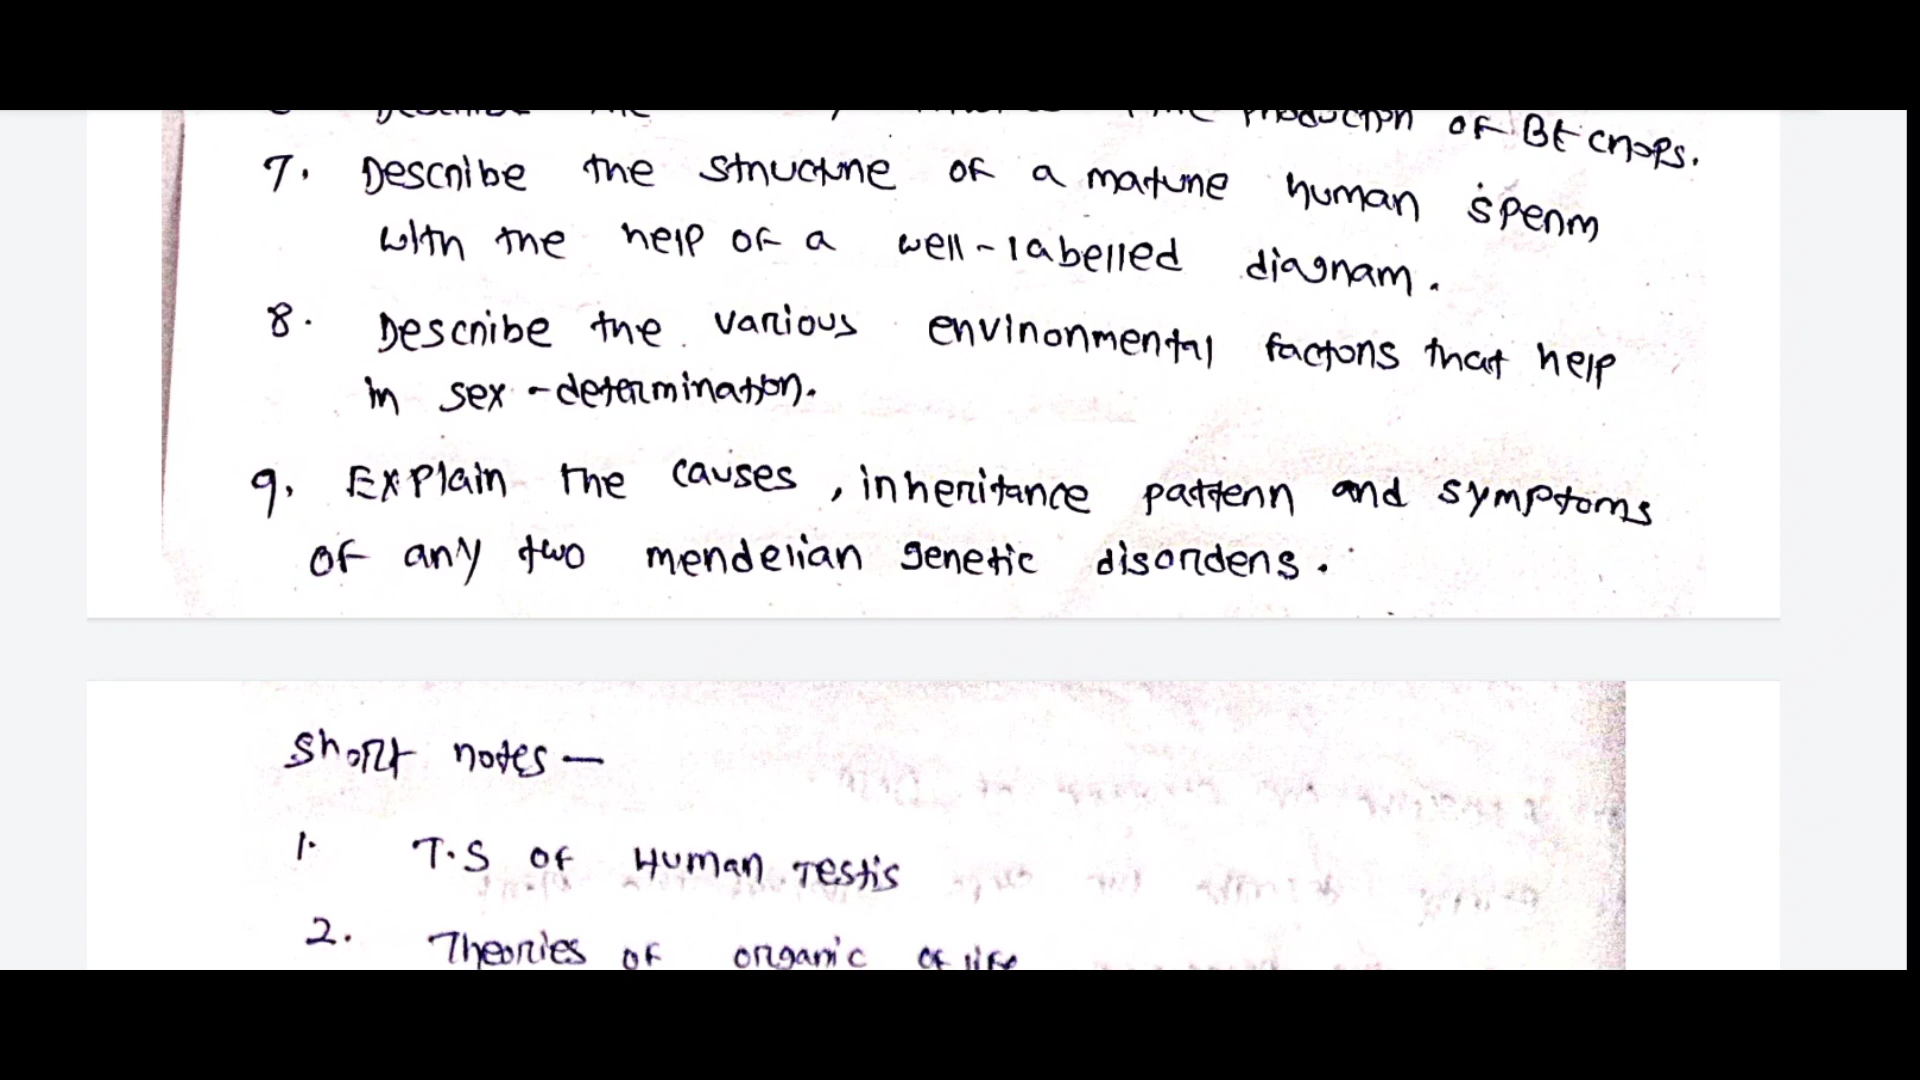 the production of Bt crops.
7. Describe the structure of a mature human sperm
with the help of a well-labelled diagram.
8. Describe the various environmental factors that help
in sex-determination.
9. Explain the causes, inheritance pattern and symptoms
of any two mendelian genetic disorders.
Short notes —
1. T.S of Human Testis
2. Theories of organic of life